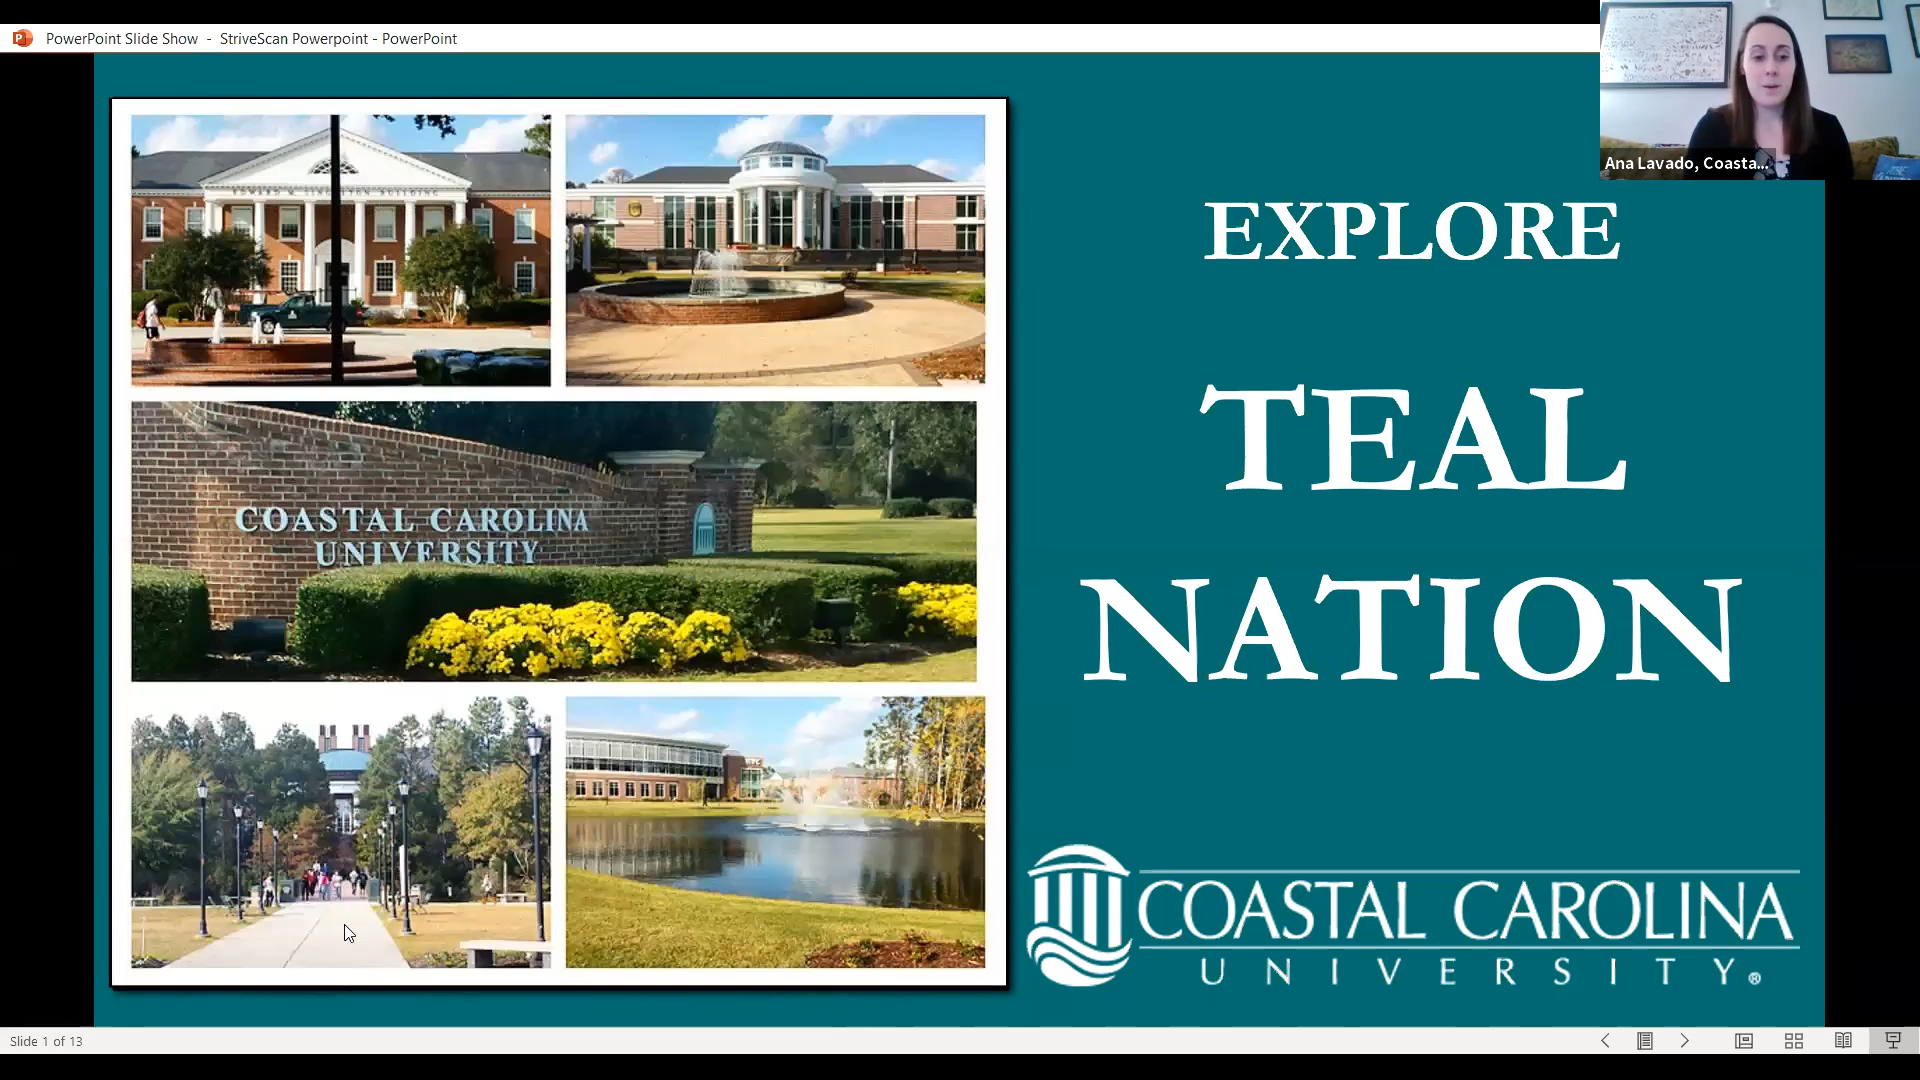 PowerPoint Slide Show - StriveScan Powerpoint - PowerPoint
Ana Lavado, Coasta...
EXPLORE
TEAL
NATION
COASTAL CAROLINA
UNIVERSITY
COASTAL CAROLINA
UNIVERSITY®
Slide 1 of 13